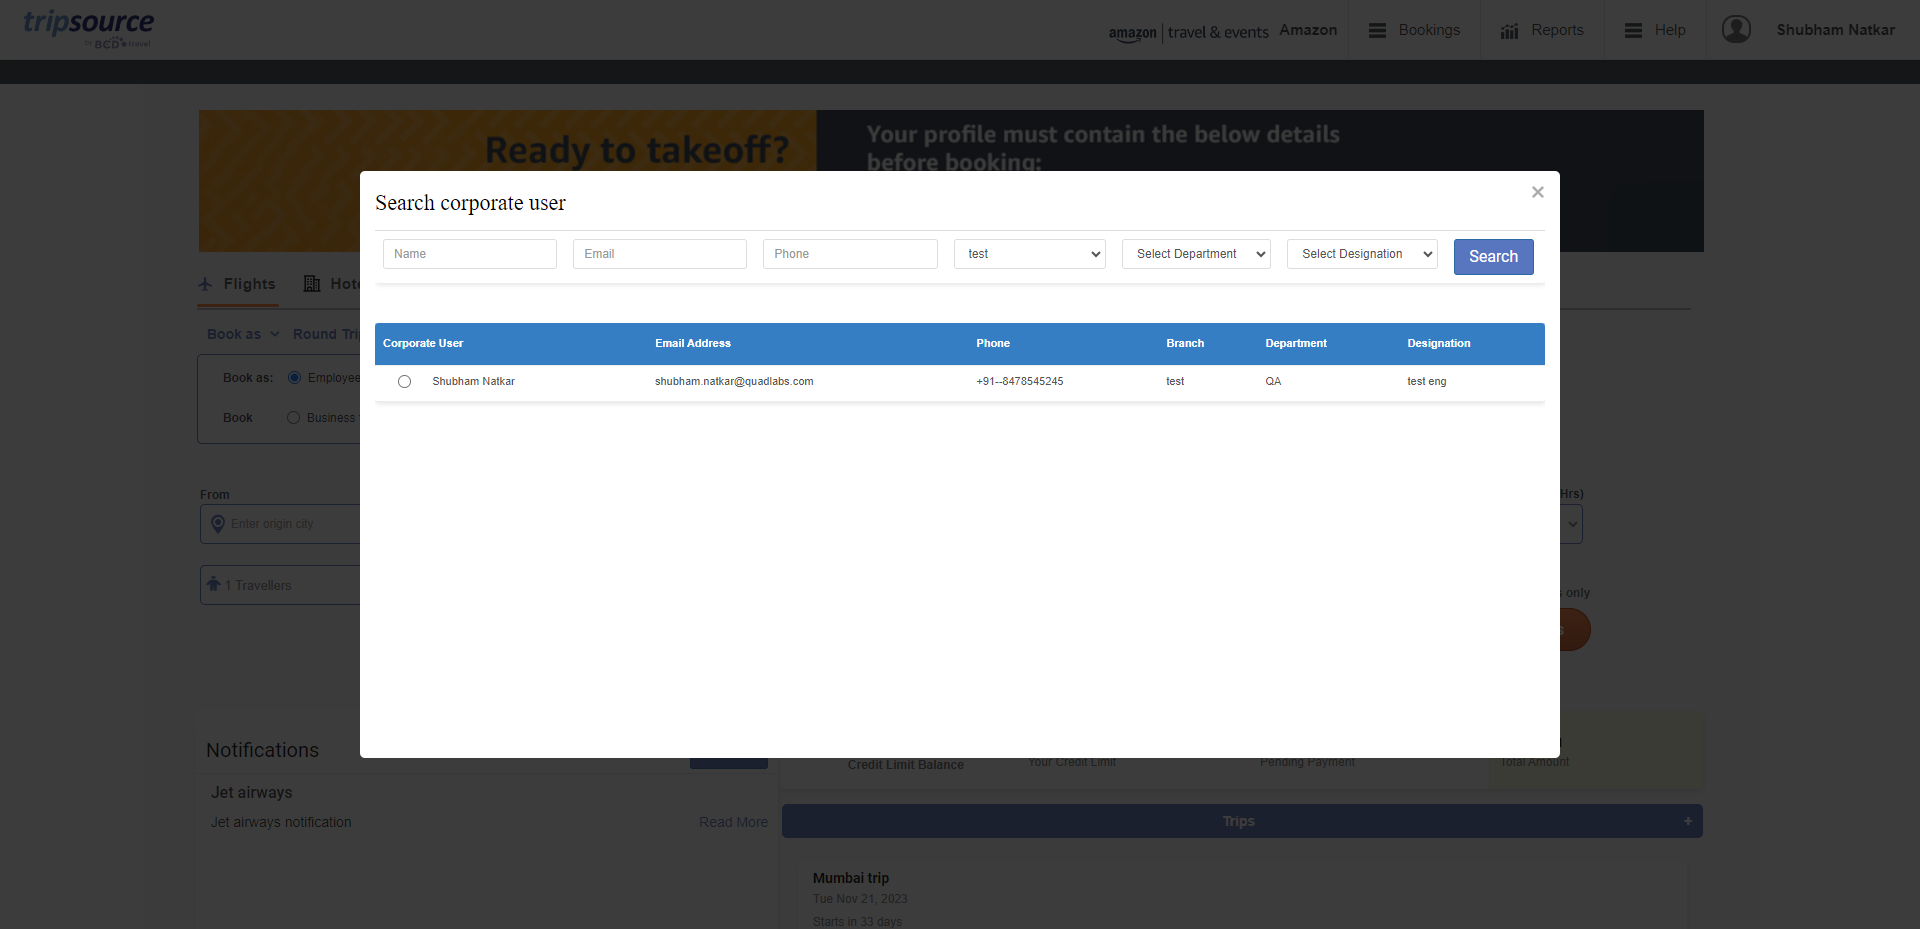 tripsource
by BCD travel
amazon | travel & events Amazon Bookings Reports Help Shubham Natkar
Ready to takeoff?
Your profile must contain the below details
before booking:
Search corporate user ×
Name Email Phone test Select Department Select Designation Search
Flights Hote
Book as Round Tri
Corporate User Email Address Phone Branch Department Designation
Shubham Natkar shubham.natkar@quadlabs.com +91--8478545245 test QA test eng
Book as: Employee
Book Business
From Hrs)
Enter origin city
1 Travellers
s only
s
Notifications
Credit Limit Balance Your Credit Limit Pending Payment Total Amount
Jet airways
Jet airways notification Read More
Trips +
Mumbai trip
Tue Nov 21, 2023
Starts in 33 days